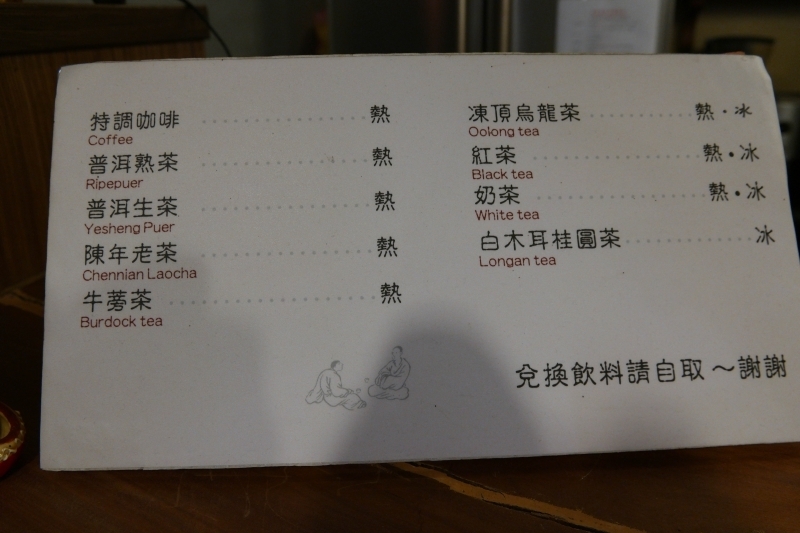 特調咖啡 熱
Coffee
普洱熟茶 熱
Ripepuer
普洱生茶 熱
Yesheng Puer
陳年老茶 熱
Chennian Laocha
牛蒡茶 熱
Burdock tea
凍頂烏龍茶 熱・冰
Oolong tea
紅茶 熱・冰
Black tea
奶茶 熱・冰
White tea
白木耳桂圓茶 冰
Longan tea
兌換飲料請自取～謝謝